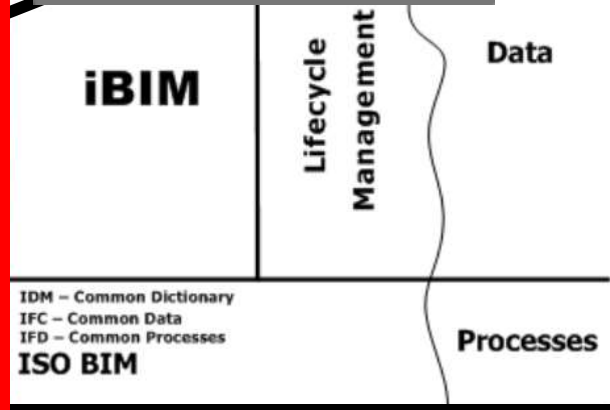 iBIM
Lifecycle
Management
Data
IDM – Common Dictionary
IFC – Common Data
IFD – Common Processes
ISO BIM
Processes